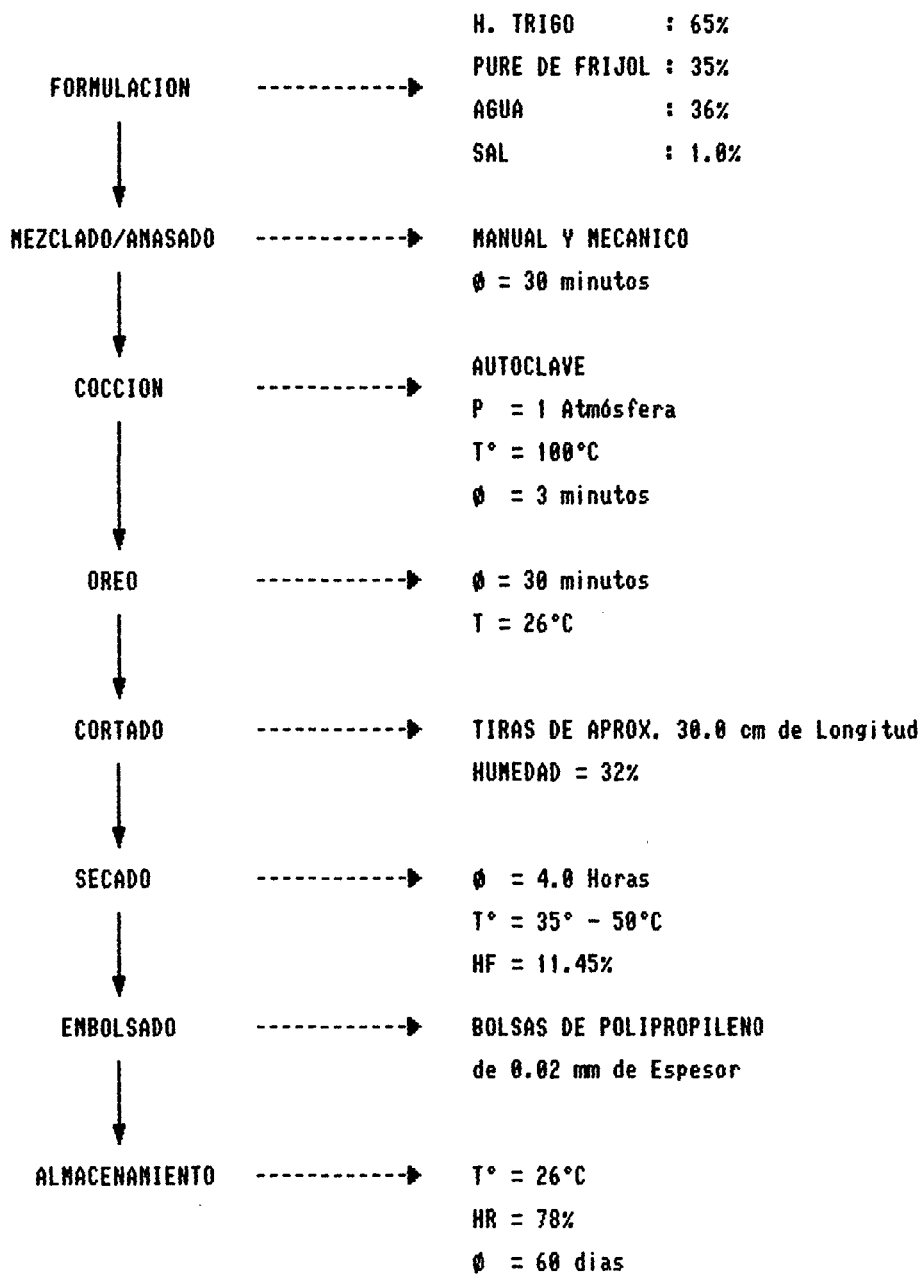 H. TRIGO : 65%
FORMULACION PURE DE FRIJOL : 35%
AGUA : 36%
SAL : 1.0%
MEZCLADO/AMASADO MANUAL Y MECANICO
Ø = 30 minutos
COCCION AUTOCLAVE
P = 1 Atmósfera
T° = 100°C
Ø = 3 minutos
OREO Ø = 30 minutos
T = 26°C
CORTADO TIRAS DE APROX. 30.0 cm de Longitud
HUMEDAD = 32%
SECADO Ø = 4.0 Horas
T° = 35° - 50°C
HF = 11.45%
EMBOLSADO BOLSAS DE POLIPROPILENO
de 0.02 mm de Espesor
ALMACENAMIENTO T° = 26°C
HR = 78%
Ø = 60 dias